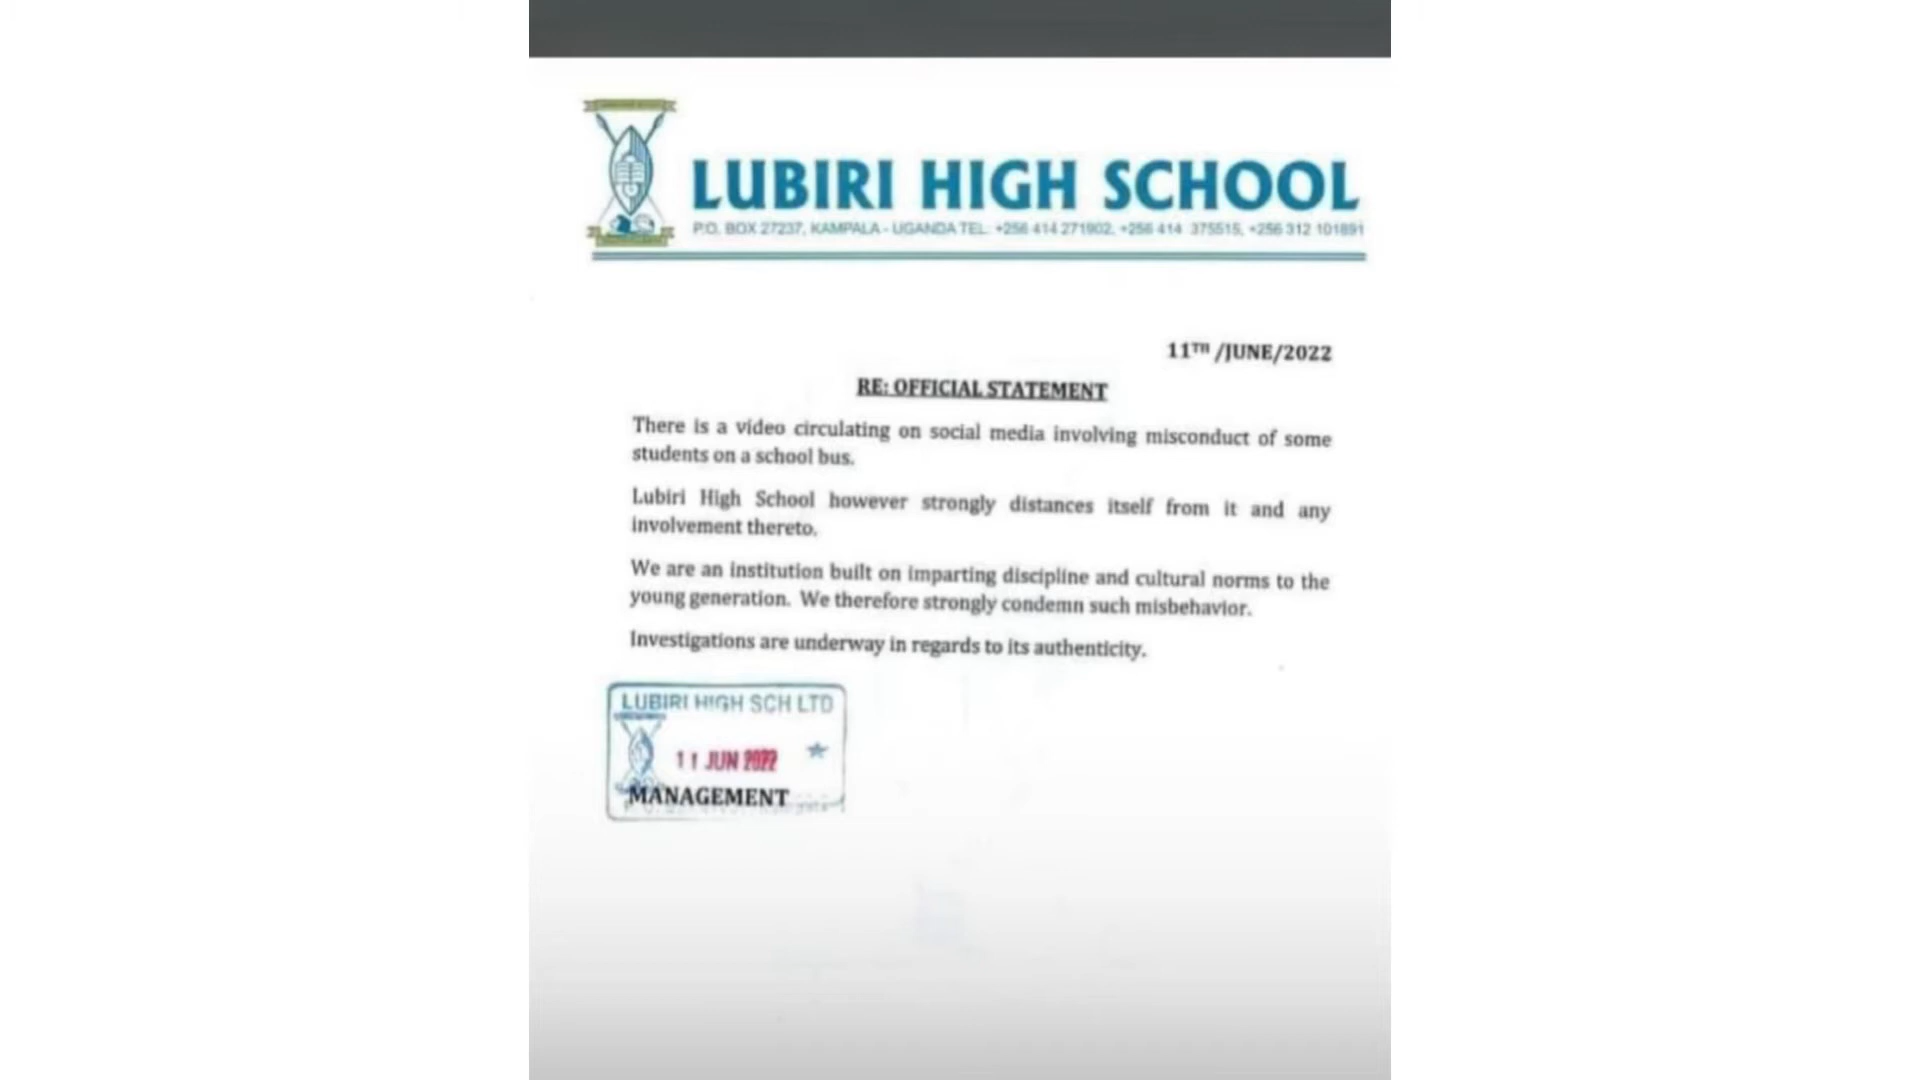 LUBIRI HIGH SCHOOL
P.O. BOX 27237, KAMPALA - UGANDA TEL: +256 414 271902, +256 414 375515, +256 312 101891
11TH /JUNE/2022
RE: OFFICIAL STATEMENT
There is a video circulating on social media involving misconduct of some
students on a school bus.
Lubiri High School however strongly distances itself from it and any
involvement thereto.
We are an institution built on imparting discipline and cultural norms to the
young generation. We therefore strongly condemn such misbehavior.
Investigations are underway in regards to its authenticity.
LUBIRI HIGH SCH LTD
11 JUN 2022
MANAGEMENT